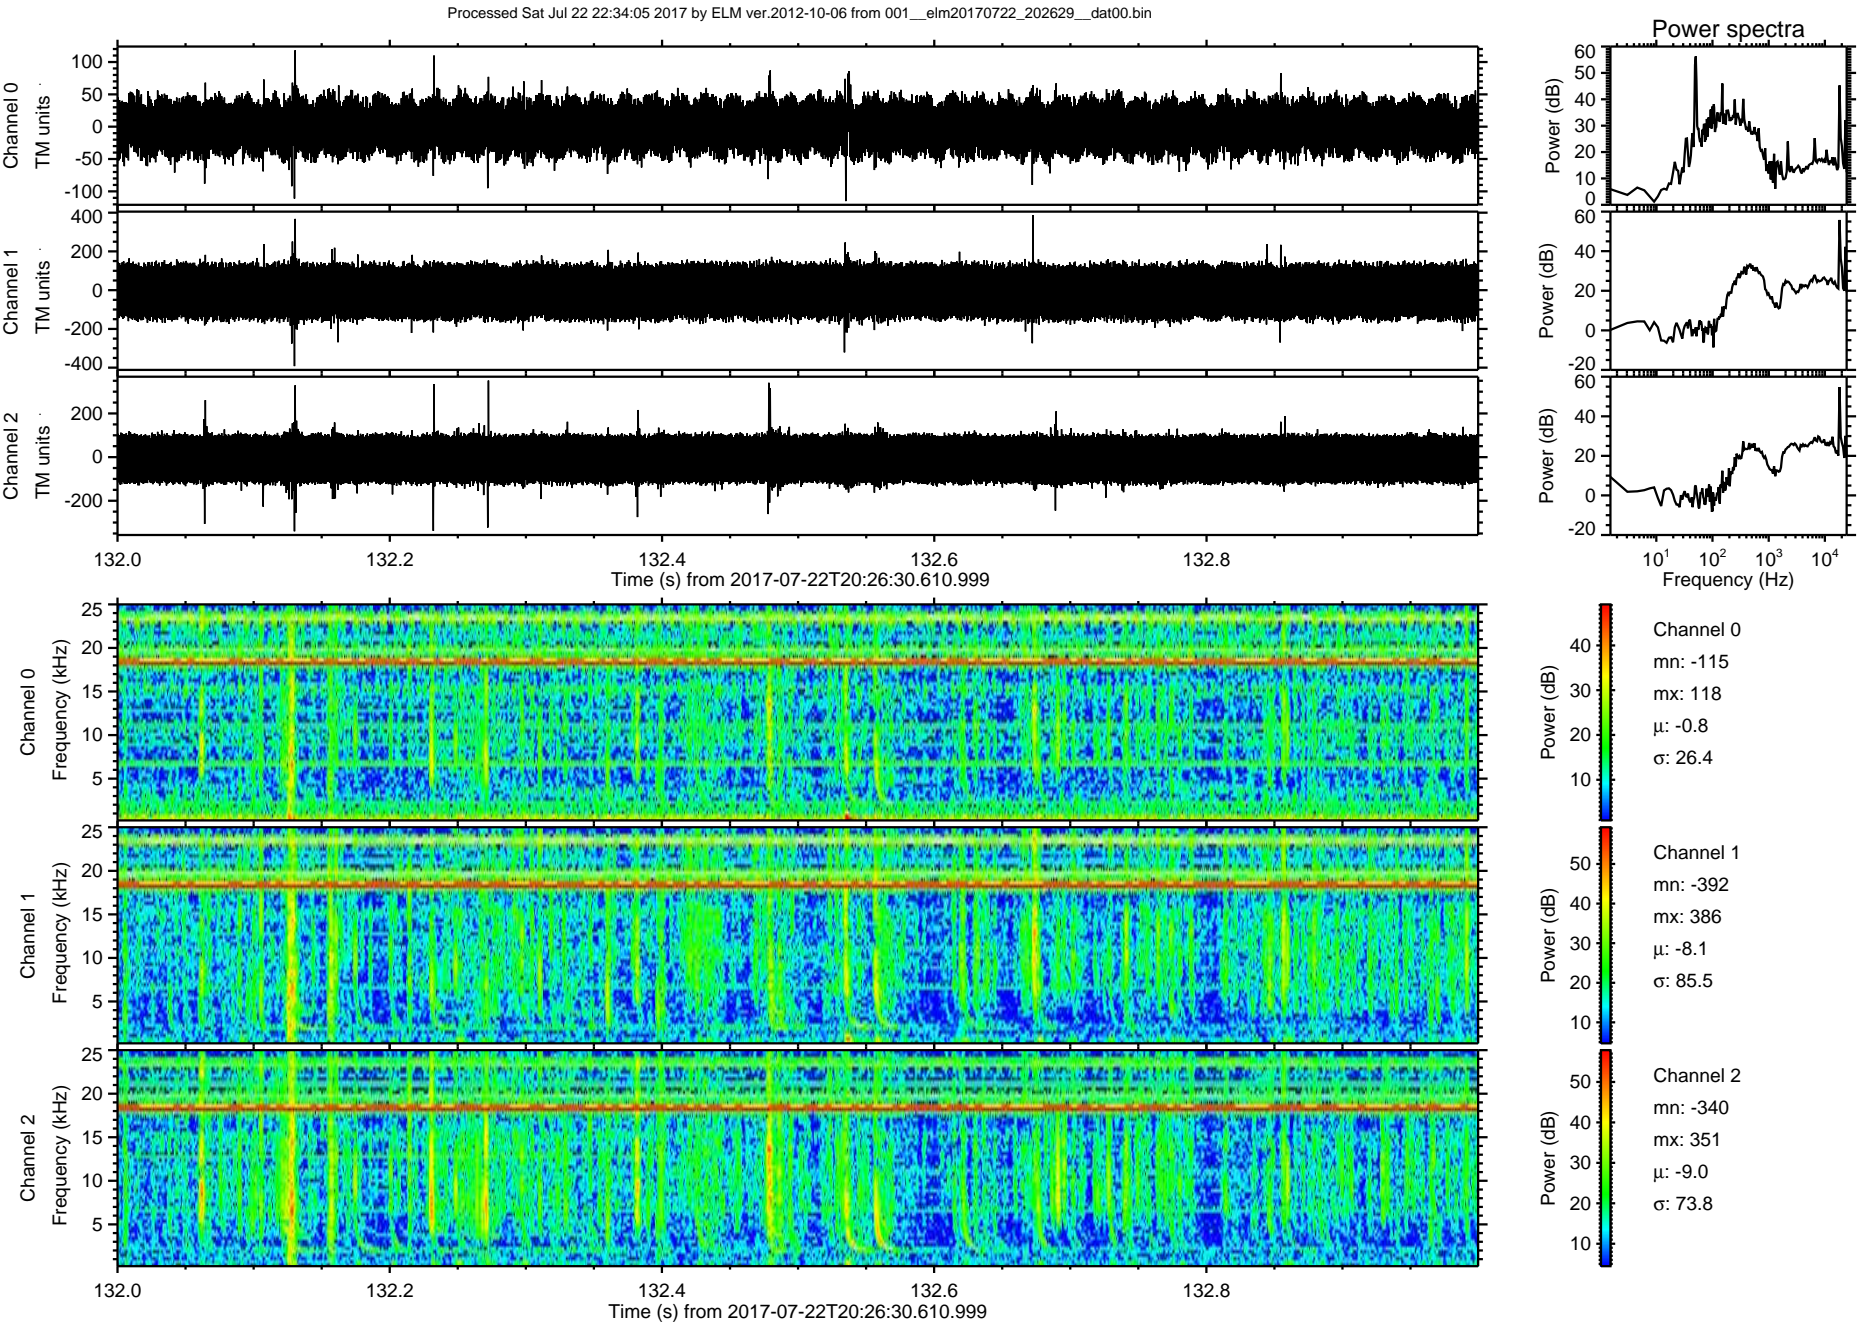 Processed Sat Jul 22 22:34:05 2017 by ELM ver.2012-10-06 from 001__elm20170722_202629__dat00.bin
Power spectra
Channel 0
TM units
100
50
0
-50
-100
Power (dB)
60
50
40
30
20
10
0
Channel 1
TM units
400
200
0
-200
-400
Power (dB)
60
40
20
0
-20
Channel 2
TM units
200
0
-200
Power (dB)
60
40
20
0
-20
132.0 132.2 132.4 132.6 132.8
Time (s) from 2017-07-22T20:26:30.610.999
10^1 10^2 10^3 10^4
Frequency (Hz)
Channel 0
Frequency (kHz)
25
20
15
10
5
Power (dB)
40
30
20
10
Channel 0
mn: -115
mx: 118
μ: -0.8
σ: 26.4
Channel 1
Frequency (kHz)
25
20
15
10
5
Power (dB)
50
40
30
20
10
Channel 1
mn: -392
mx: 386
μ: -8.1
σ: 85.5
Channel 2
Frequency (kHz)
25
20
15
10
5
Power (dB)
50
40
30
20
10
Channel 2
mn: -340
mx: 351
μ: -9.0
σ: 73.8
132.0 132.2 132.4 132.6 132.8
Time (s) from 2017-07-22T20:26:30.610.999